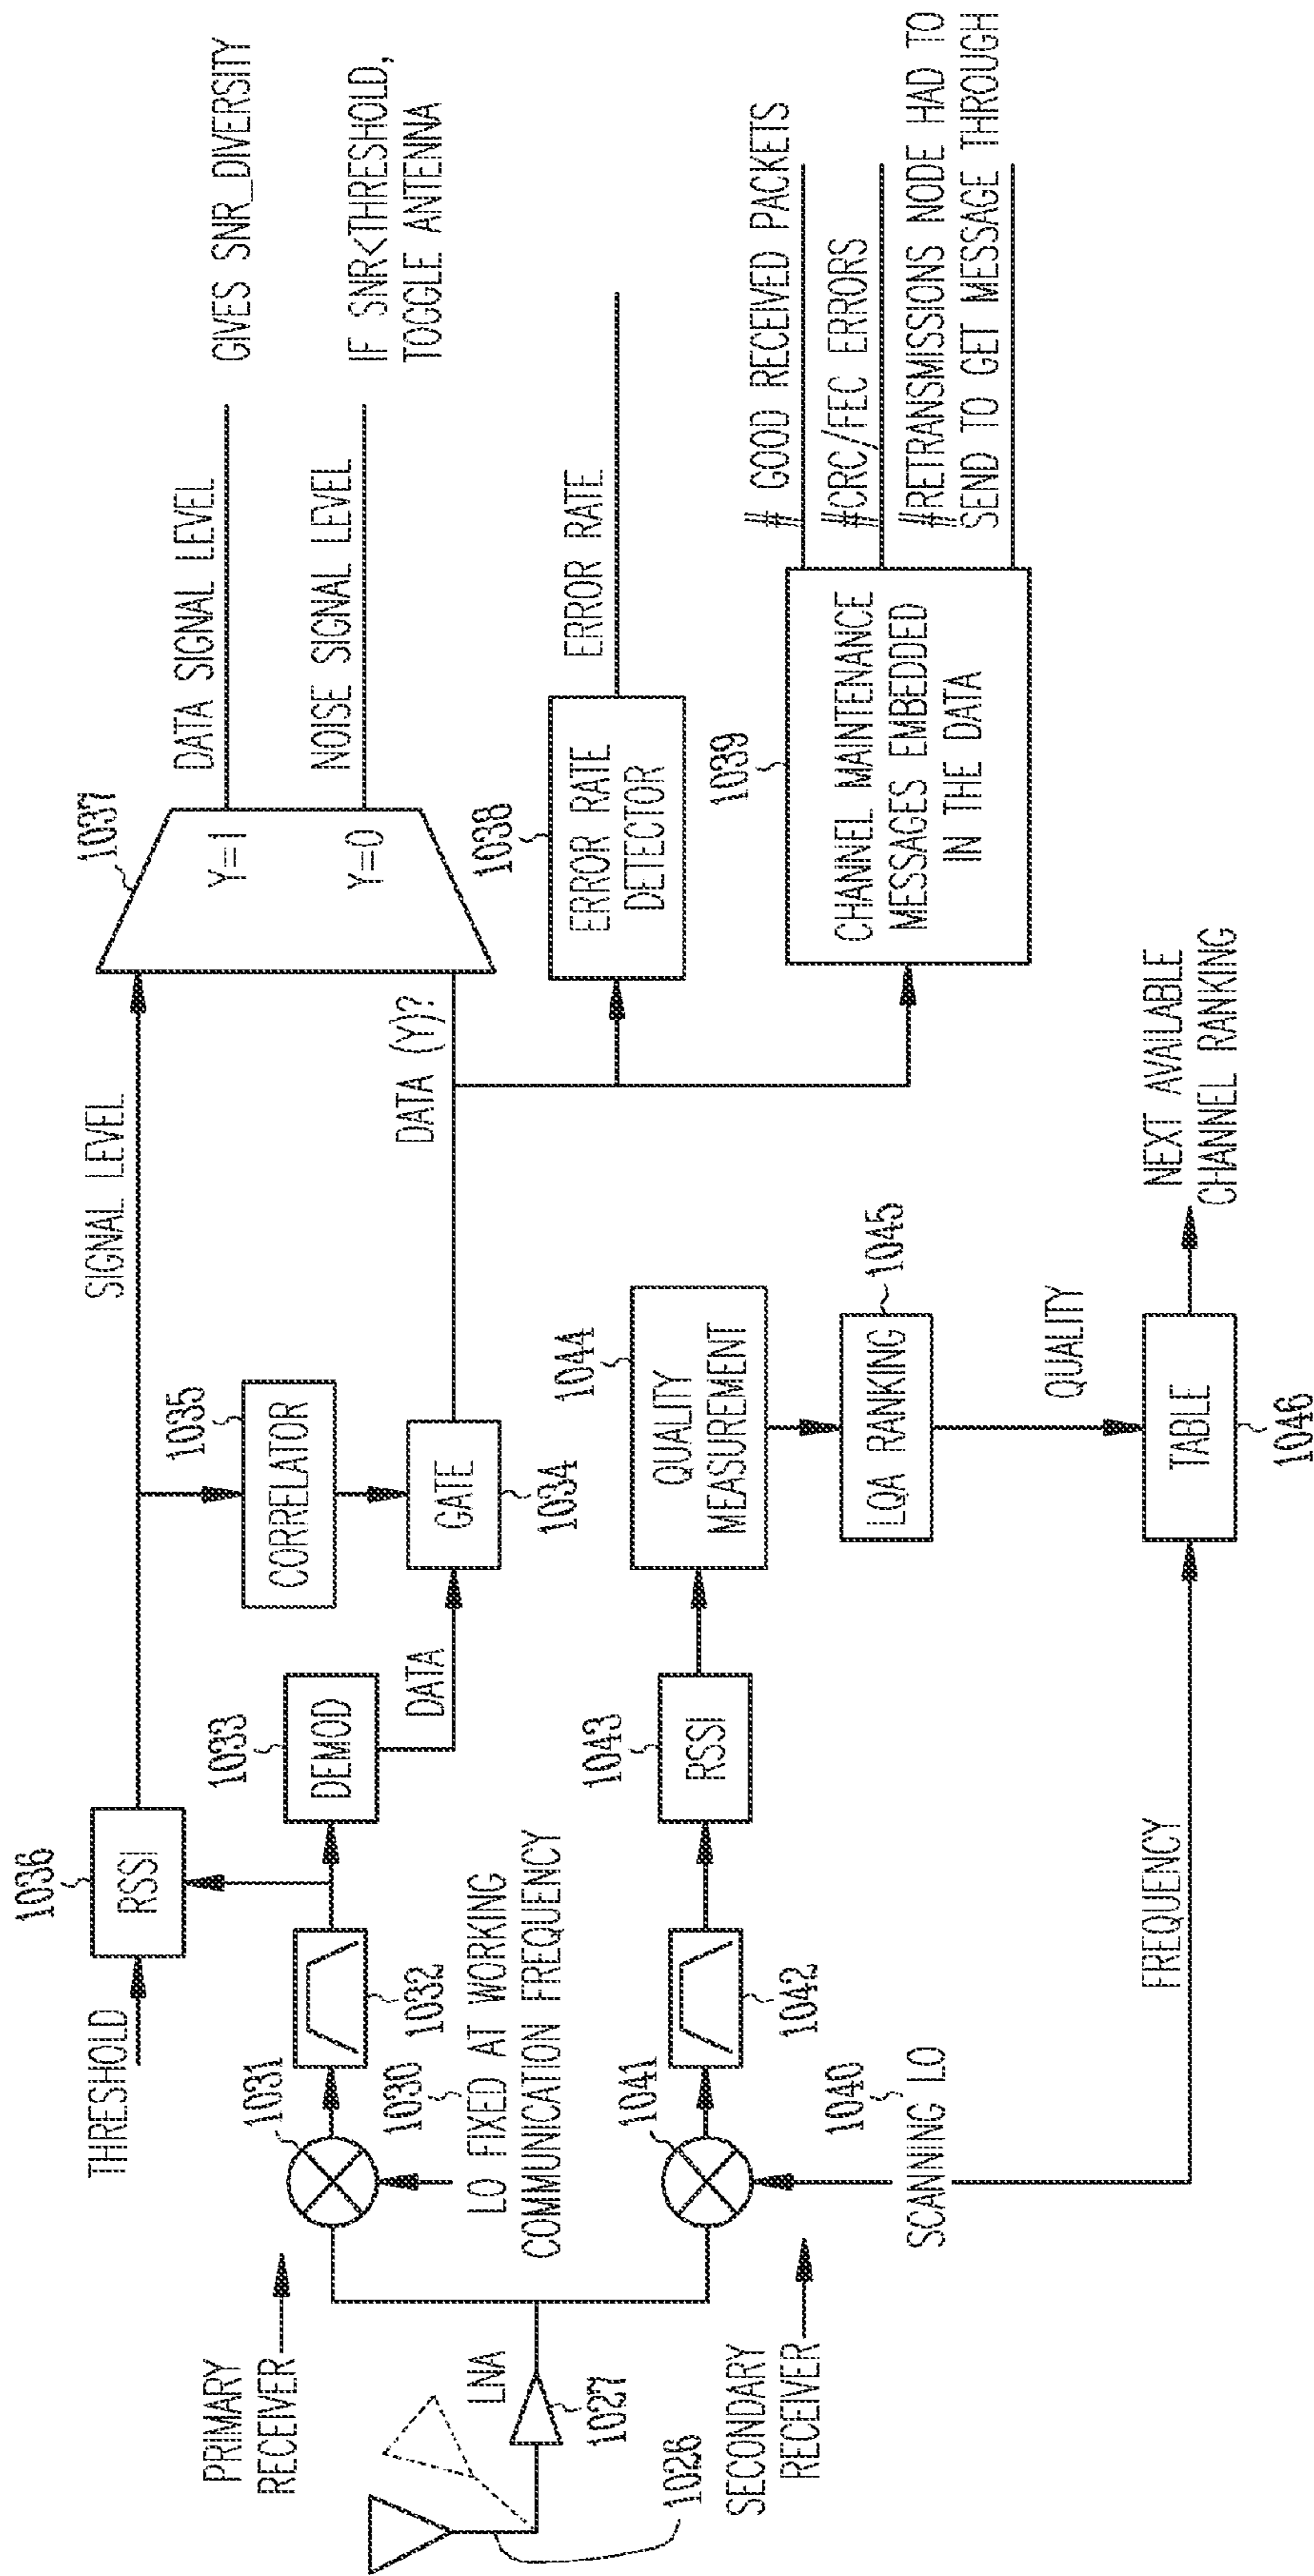 PRIMARY
RECEIVER
LNA
1027
1026
SECONDARY
RECEIVER
THRESHOLD
1036
RSSI
SIGNAL LEVEL
1031
1032
1030
LO FIXED AT WORKING
COMMUNICATION FREQUENCY
1033
DEMOD
DATA
1035
CORRELATOR
GATE
1034
DATA (Y)?
1037
Y=1
Y=0
DATA SIGNAL LEVEL
NOISE SIGNAL LEVEL
GIVES SNR_DIVERSITY
IF SNR<THRESHOLD,
TOGGLE ANTENNA
1038
ERROR RATE
DETECTOR
ERROR RATE
1039
CHANNEL MAINTENANCE
MESSAGES EMBEDDED
IN THE DATA
# GOOD RECEIVED PACKETS
#CRC/FEC ERRORS
#RETRANSMISSIONS NODE HAD TO
SEND TO GET MESSAGE THROUGH
1041
1042
1040
SCANNING LO
1043
RSSI
1044
QUALITY
MEASUREMENT
1045
LQA RANKING
QUALITY
FREQUENCY
TABLE
1046
NEXT AVAILABLE
CHANNEL RANKING